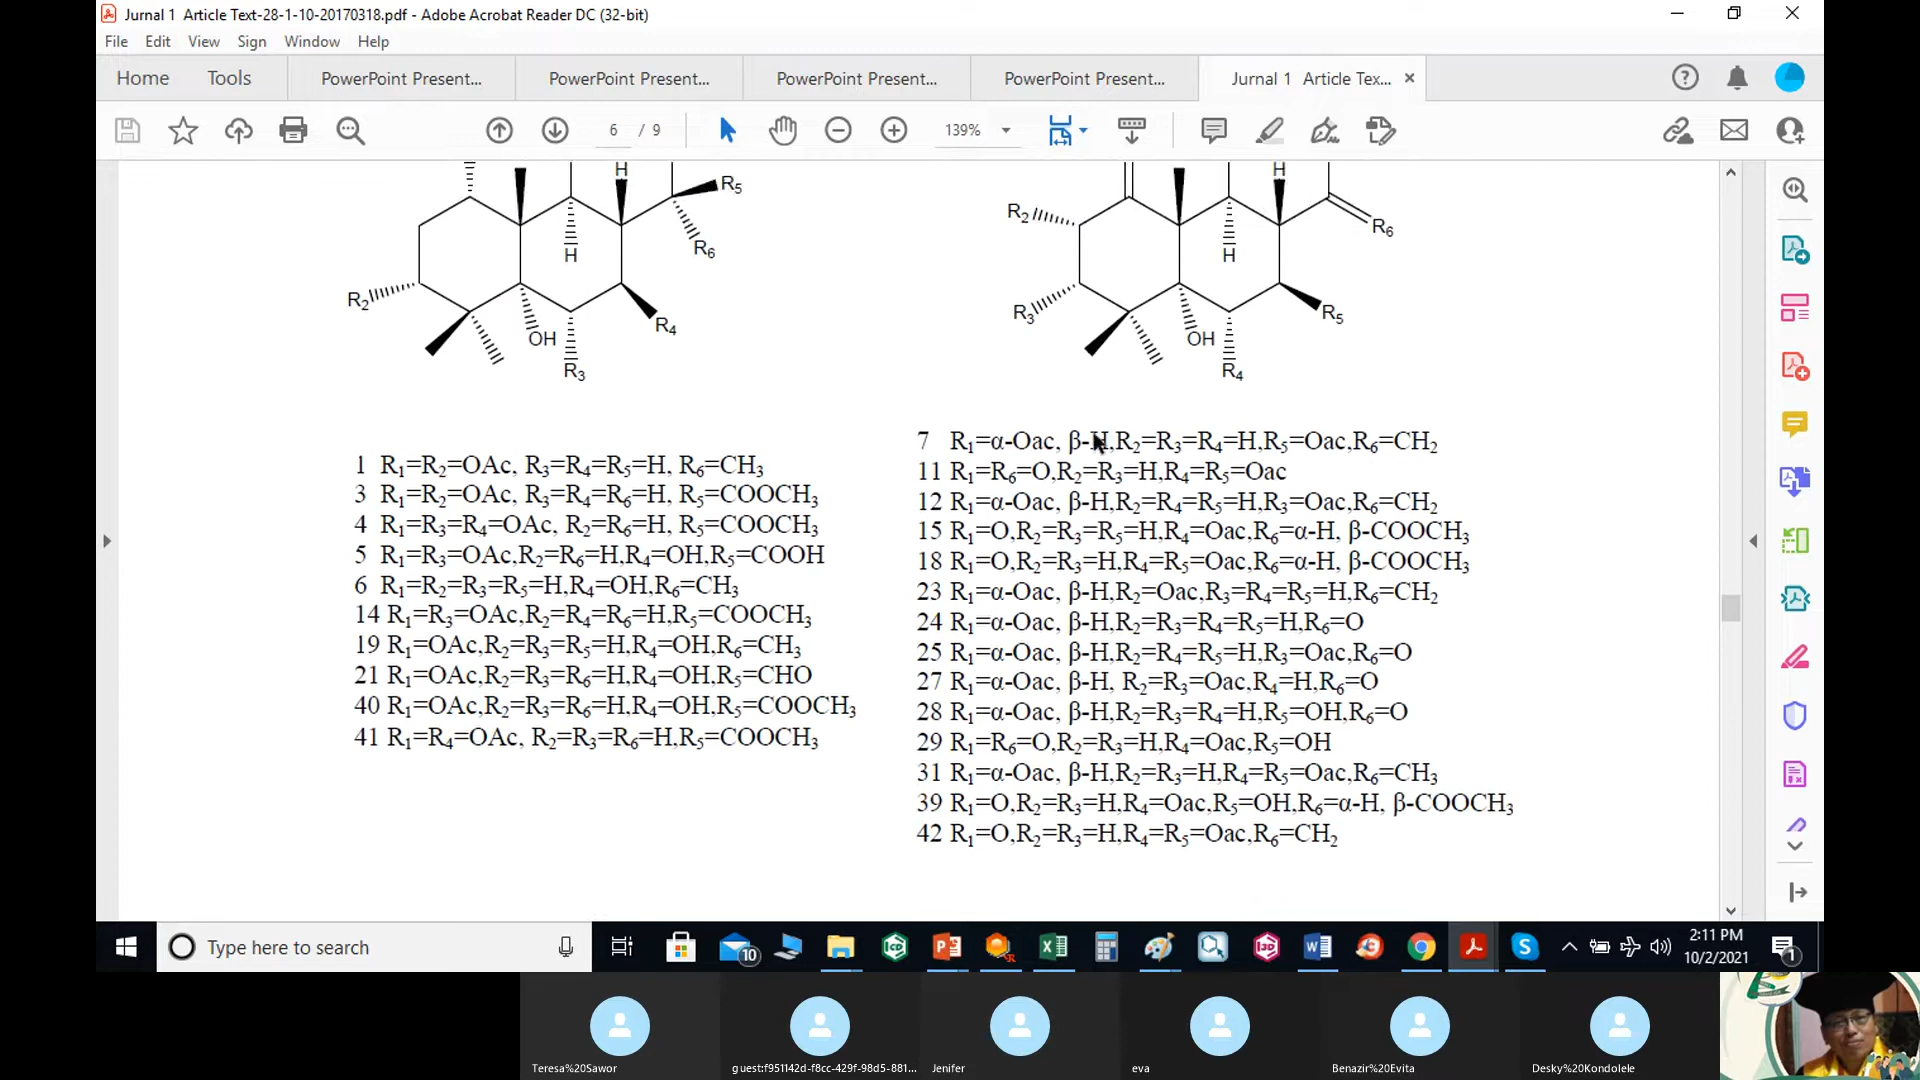 Jurnal 1 Article Text-28-1-10-20170318.pdf - Adobe Acrobat Reader DC (32-bit)
File Edit View Sign Window Help
Home Tools PowerPoint Present... PowerPoint Present... PowerPoint Present... PowerPoint Present... Jurnal 1 Article Tex...
6 / 9 139%
H R₅
R₆
H
R₂
R₄
OH
R₃
H
R₂
R₆
H
R₃
R₅
OH
R₄
1 R₁=R₂=OAc, R₃=R₄=R₅=H, R₆=CH₃
3 R₁=R₂=OAc, R₃=R₄=R₆=H, R₅=COOCH₃
4 R₁=R₃=R₄=OAc, R₂=R₆=H, R₅=COOCH₃
5 R₁=R₃=OAc,R₂=R₆=H,R₄=OH,R₅=COOH
6 R₁=R₂=R₃=R₅=H,R₄=OH,R₆=CH₃
14 R₁=R₃=OAc,R₂=R₄=R₆=H,R₅=COOCH₃
19 R₁=OAc,R₂=R₃=R₅=H,R₄=OH,R₆=CH₃
21 R₁=OAc,R₂=R₃=R₆=H,R₄=OH,R₅=CHO
40 R₁=OAc,R₂=R₃=R₆=H,R₄=OH,R₅=COOCH₃
41 R₁=R₄=OAc, R₂=R₃=R₆=H,R₅=COOCH₃
7 R₁=α-Oac, β-H,R₂=R₃=R₄=H,R₅=Oac,R₆=CH₂
11 R₁=R₆=O,R₂=R₃=H,R₄=R₅=Oac
12 R₁=α-Oac, β-H,R₂=R₄=R₅=H,R₃=Oac,R₆=CH₂
15 R₁=O,R₂=R₃=R₅=H,R₄=Oac,R₆=α-H, β-COOCH₃
18 R₁=O,R₂=R₃=H,R₄=R₅=Oac,R₆=α-H, β-COOCH₃
23 R₁=α-Oac, β-H,R₂=Oac,R₃=R₄=R₅=H,R₆=CH₂
24 R₁=α-Oac, β-H,R₂=R₃=R₄=R₅=H,R₆=O
25 R₁=α-Oac, β-H,R₂=R₄=R₅=H,R₃=Oac,R₆=O
27 R₁=α-Oac, β-H, R₂=R₃=Oac,R₄=H,R₆=O
28 R₁=α-Oac, β-H,R₂=R₃=R₄=H,R₅=OH,R₆=O
29 R₁=R₆=O,R₂=R₃=H,R₄=Oac,R₅=OH
31 R₁=α-Oac, β-H,R₂=R₃=H,R₄=R₅=Oac,R₆=CH₃
39 R₁=O,R₂=R₃=H,R₄=Oac,R₅=OH,R₆=α-H, β-COOCH₃
42 R₁=O,R₂=R₃=H,R₄=R₅=Oac,R₆=CH₂
Type here to search
10
2:11 PM
10/2/2021
1
Teresa%20Sawor guest:f951142d-f8cc-429f-98d5-881... Jenifer eva Benazir%20Evita Desky%20Kondolele